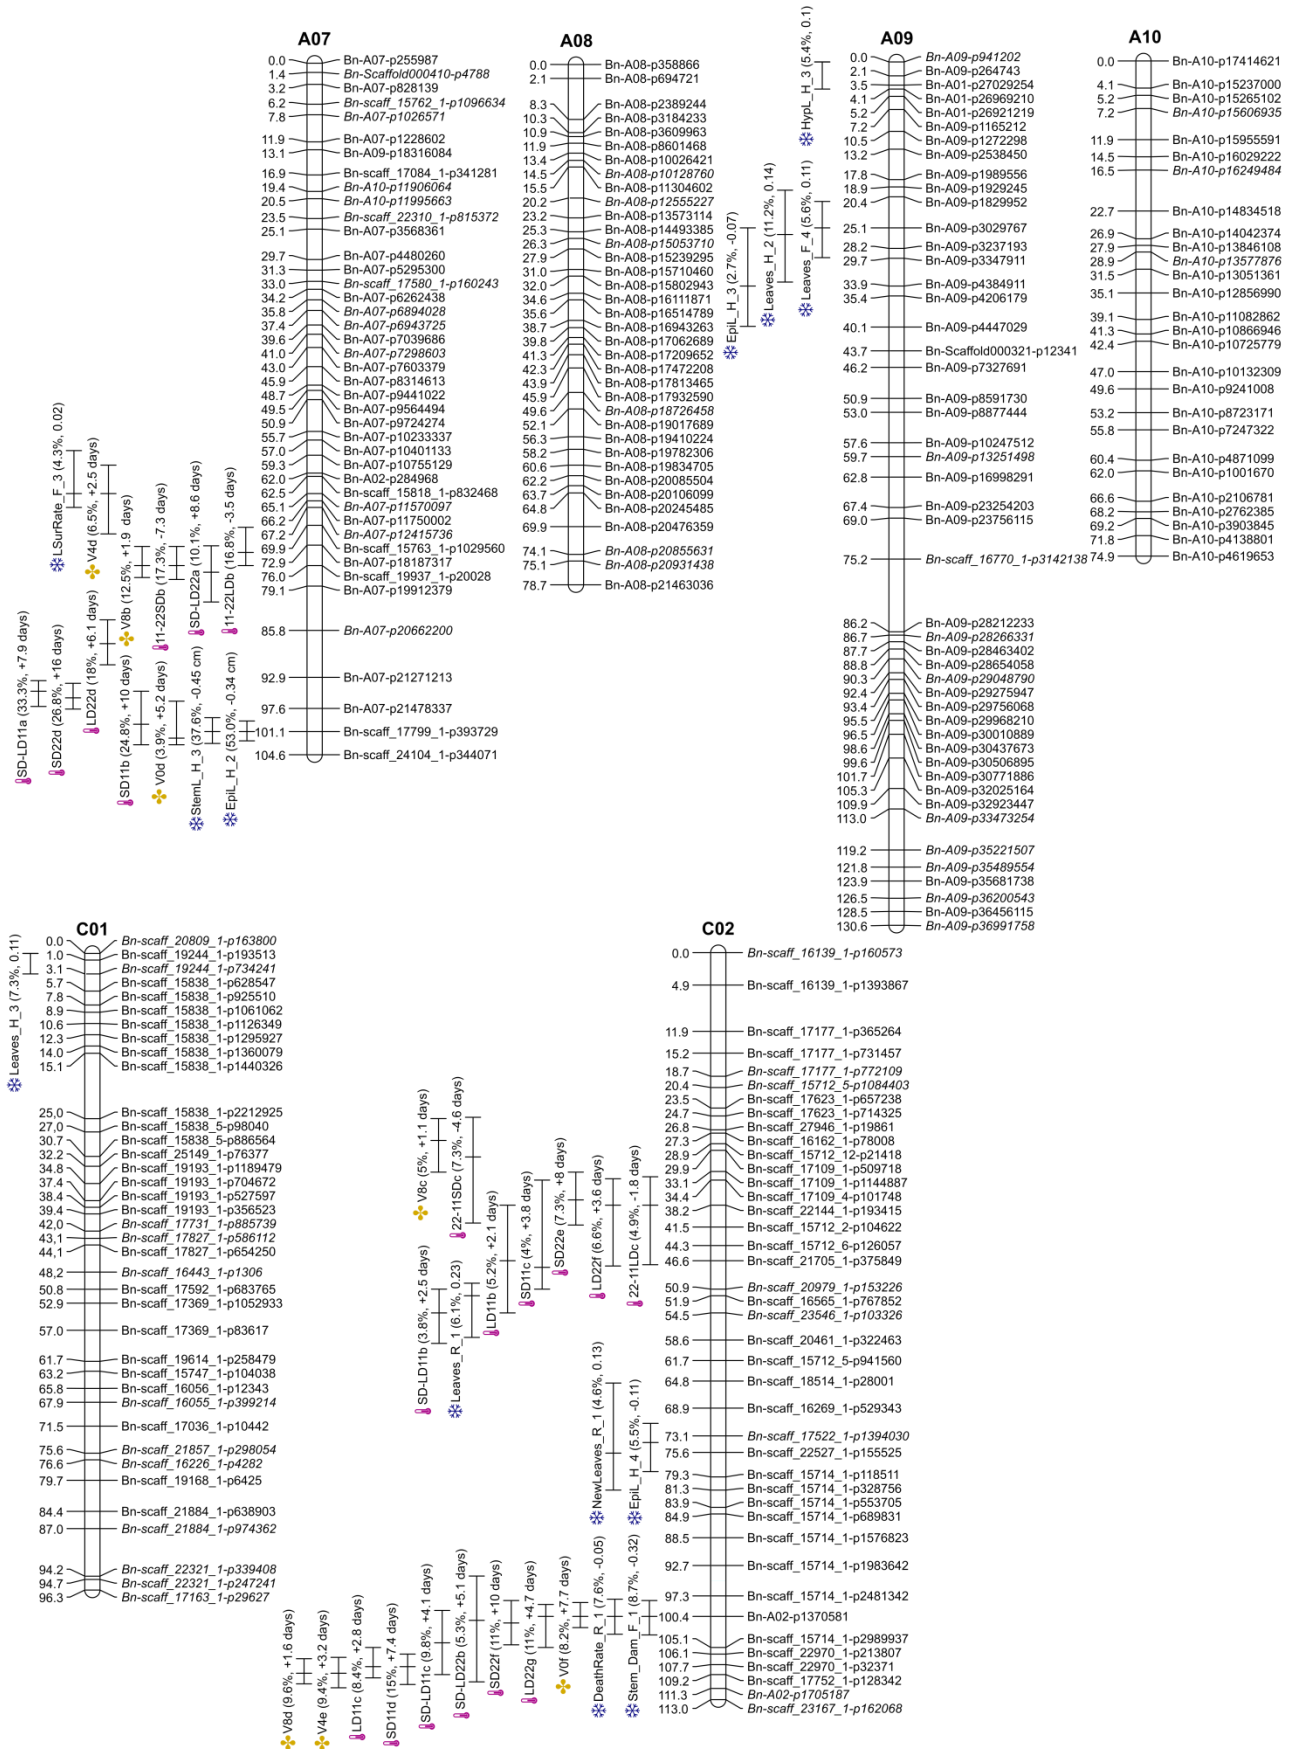 A07
0.0 Bn-A07-p255987
1.4 Bn-Scaffold000410-p4788
3.2 Bn-A07-p828139
6.2 Bn-scaff_15762_1-p1096634
7.8 Bn-A07-p1026571
11.9 Bn-A07-p1228602
13.1 Bn-A09-p18316084
16.9 Bn-scaff_17084_1-p341281
19.4 Bn-A10-p11906064
20.5 Bn-A10-p11995663
23.5 Bn-scaff_22310_1-p815372
25.1 Bn-A07-p3568361
29.7 Bn-A07-p4480260
31.3 Bn-A07-p5295300
33.0 Bn-scaff_17580_1-p160243
34.2 Bn-A07-p6262438
35.8 Bn-A07-p6894028
37.4 Bn-A07-p6943725
39.6 Bn-A07-p7039686
41.0 Bn-A07-p7298603
43.0 Bn-A07-p7603379
45.9 Bn-A07-p8314613
48.7 Bn-A07-p9441022
49.5 Bn-A07-p9564494
50.9 Bn-A07-p9724274
55.7 Bn-A07-p10233337
57.0 Bn-A07-p10401133
59.3 Bn-A07-p10755129
62.0 Bn-A02-p284968
62.5 Bn-scaff_15818_1-p832468
65.1 Bn-A07-p11570097
66.2 Bn-A07-p11750002
67.2 Bn-A07-p12415736
69.9 Bn-scaff_15763_1-p1029560
72.9 Bn-A07-p18187317
76.0 Bn-scaff_19937_1-p20028
79.1 Bn-A07-p19912379
85.8 Bn-A07-p20662200
92.9 Bn-A07-p21271213
97.6 Bn-A07-p21478337
101.1 Bn-scaff_17799_1-p393729
104.6 Bn-scaff_24104_1-p344071
LSurRate_F_3 (4.3%, 0.02)
V4d (6.5%, +2.5 days)
V8b (12.5%, +1.9 days)
11-22SDb (17.3%, -7.3 days)
SD-LD22a (10.1%, +8.6 days)
11-22LDb (16.8%, -3.5 days)
SD-LD11a (33.3%, +7.9 days)
SD22d (26.8%, +16 days)
LD22d (18%, +6.1 days)
SD11b (24.8%, +10 days)
V0d (3.9%, +5.2 days)
StemL_H_3 (37.6%, -0.45 cm)
EpiL_H_2 (53.0%, -0.34 cm)
A08
0.0 Bn-A08-p358866
2.1 Bn-A08-p694721
8.3 Bn-A08-p2389244
10.3 Bn-A08-p3184233
10.9 Bn-A08-p3609963
11.9 Bn-A08-p8601468
13.4 Bn-A08-p10026421
14.5 Bn-A08-p10128760
15.5 Bn-A08-p11304602
20.2 Bn-A08-p12555227
23.2 Bn-A08-p13573114
25.3 Bn-A08-p14493385
26.3 Bn-A08-p15053710
27.9 Bn-A08-p15239295
31.0 Bn-A08-p15710460
32.0 Bn-A08-p15802943
34.6 Bn-A08-p16111871
35.6 Bn-A08-p16514789
38.7 Bn-A08-p16943263
39.8 Bn-A08-p17062689
41.3 Bn-A08-p17209652
42.3 Bn-A08-p17472208
43.9 Bn-A08-p17813465
45.9 Bn-A08-p17932590
49.6 Bn-A08-p18726458
52.1 Bn-A08-p19017689
56.3 Bn-A08-p19410224
58.2 Bn-A08-p19782306
60.6 Bn-A08-p19834705
62.2 Bn-A08-p20085504
63.7 Bn-A08-p20106099
64.8 Bn-A08-p20245485
69.9 Bn-A08-p20476359
74.1 Bn-A08-p20855631
75.1 Bn-A08-p20931438
78.7 Bn-A08-p21463036
A09
0.0 Bn-A09-p941202
2.1 Bn-A09-p264743
3.5 Bn-A01-p27029254
4.1 Bn-A01-p26969210
5.2 Bn-A01-p26921219
7.2 Bn-A09-p1165212
10.5 Bn-A09-p1272298
13.2 Bn-A09-p2538450
17.8 Bn-A09-p1989556
18.9 Bn-A09-p1929245
20.4 Bn-A09-p1829952
25.1 Bn-A09-p3029767
28.2 Bn-A09-p3237193
29.7 Bn-A09-p3347911
33.9 Bn-A09-p4384911
35.4 Bn-A09-p4206179
40.1 Bn-A09-p4447029
43.7 Bn-Scaffold000321-p12341
46.2 Bn-A09-p7327691
50.9 Bn-A09-p8591730
53.0 Bn-A09-p8877444
57.6 Bn-A09-p10247512
59.7 Bn-A09-p13251498
62.8 Bn-A09-p16998291
67.4 Bn-A09-p23254203
69.0 Bn-A09-p23756115
75.2 Bn-scaff_16770_1-p3142138
86.2 Bn-A09-p28212233
86.7 Bn-A09-p28266331
87.7 Bn-A09-p28463402
88.8 Bn-A09-p28654058
90.3 Bn-A09-p29048790
92.4 Bn-A09-p29275947
93.4 Bn-A09-p29756068
95.5 Bn-A09-p29968210
96.5 Bn-A09-p30010889
98.6 Bn-A09-p30437673
99.6 Bn-A09-p30506895
101.7 Bn-A09-p30771886
105.3 Bn-A09-p32025164
109.9 Bn-A09-p32923447
113.0 Bn-A09-p33473254
119.2 Bn-A09-p35221507
121.8 Bn-A09-p35489554
123.9 Bn-A09-p35681738
126.5 Bn-A09-p36200543
128.5 Bn-A09-p36456115
130.6 Bn-A09-p36991758
HypL_H_3 (5.4%, 0.1)
EpiL_H_3 (2.7%, -0.07)
Leaves_H_2 (11.2%, 0.14)
Leaves_F_4 (5.6%, 0.11)
A10
0.0 Bn-A10-p17414621
4.1 Bn-A10-p15237000
5.2 Bn-A10-p15265102
7.2 Bn-A10-p15606935
11.9 Bn-A10-p15955591
14.5 Bn-A10-p16029222
16.5 Bn-A10-p16249484
22.7 Bn-A10-p14834518
26.9 Bn-A10-p14042374
27.9 Bn-A10-p13846108
28.9 Bn-A10-p13577876
31.5 Bn-A10-p13051361
35.1 Bn-A10-p12856990
39.1 Bn-A10-p11082862
41.3 Bn-A10-p10866946
42.4 Bn-A10-p10725779
47.0 Bn-A10-p10132309
49.6 Bn-A10-p9241008
53.2 Bn-A10-p8723171
55.8 Bn-A10-p7247322
60.4 Bn-A10-p4871099
62.0 Bn-A10-p1001670
66.6 Bn-A10-p2106781
68.2 Bn-A10-p2762385
69.2 Bn-A10-p3903845
71.8 Bn-A10-p4138801
74.9 Bn-A10-p4619653
C01
0.0 Bn-scaff_20809_1-p163800
1.0 Bn-scaff_19244_1-p193513
3.1 Bn-scaff_19244_1-p734241
5.7 Bn-scaff_15838_1-p628547
7.8 Bn-scaff_15838_1-p925510
8.9 Bn-scaff_15838_1-p1061062
10.6 Bn-scaff_15838_1-p1126349
12.3 Bn-scaff_15838_1-p1295927
14.0 Bn-scaff_15838_1-p1360079
15.1 Bn-scaff_15838_1-p1440326
25.0 Bn-scaff_15838_1-p2212925
27.0 Bn-scaff_15838_5-p98040
30.7 Bn-scaff_15838_5-p886564
32.2 Bn-scaff_25149_1-p76377
34.8 Bn-scaff_19193_1-p1189479
37.4 Bn-scaff_19193_1-p704672
38.4 Bn-scaff_19193_1-p527597
39.4 Bn-scaff_19193_1-p356523
42.0 Bn-scaff_17731_1-p885739
43.1 Bn-scaff_17827_1-p586112
44.1 Bn-scaff_17827_1-p654250
48.2 Bn-scaff_16443_1-p1306
50.8 Bn-scaff_17592_1-p683765
52.9 Bn-scaff_17369_1-p1052933
57.0 Bn-scaff_17369_1-p83617
61.7 Bn-scaff_19614_1-p258479
63.2 Bn-scaff_15747_1-p104038
65.8 Bn-scaff_16056_1-p12343
67.9 Bn-scaff_16055_1-p399214
71.5 Bn-scaff_17036_1-p10442
75.6 Bn-scaff_21857_1-p298054
76.6 Bn-scaff_16226_1-p4282
79.7 Bn-scaff_19168_1-p6425
84.4 Bn-scaff_21884_1-p638903
87.0 Bn-scaff_21884_1-p974362
94.2 Bn-scaff_22321_1-p339408
94.7 Bn-scaff_22321_1-p247241
96.3 Bn-scaff_17163_1-p29627
Leaves_H_3 (7.3%, 0.11)
C02
0.0 Bn-scaff_16139_1-p160573
4.9 Bn-scaff_16139_1-p1393867
11.9 Bn-scaff_17177_1-p365264
15.2 Bn-scaff_17177_1-p731457
18.7 Bn-scaff_17177_1-p772109
20.4 Bn-scaff_15712_5-p1084403
23.5 Bn-scaff_17623_1-p657238
24.7 Bn-scaff_17623_1-p714325
26.8 Bn-scaff_27946_1-p19861
27.3 Bn-scaff_16162_1-p78008
28.9 Bn-scaff_15712_12-p21418
29.9 Bn-scaff_17109_1-p509718
33.1 Bn-scaff_17109_1-p1144887
34.4 Bn-scaff_17109_4-p101748
38.2 Bn-scaff_22144_1-p193415
41.5 Bn-scaff_15712_2-p104622
44.3 Bn-scaff_15712_6-p126057
46.6 Bn-scaff_21705_1-p375849
50.9 Bn-scaff_20979_1-p153226
51.9 Bn-scaff_16565_1-p767852
54.5 Bn-scaff_23546_1-p103326
58.6 Bn-scaff_20461_1-p322463
61.7 Bn-scaff_15712_5-p941560
64.8 Bn-scaff_18514_1-p28001
68.9 Bn-scaff_16269_1-p529343
73.1 Bn-scaff_17522_1-p1394030
75.6 Bn-scaff_22527_1-p155525
79.3 Bn-scaff_15714_1-p118511
81.3 Bn-scaff_15714_1-p328756
83.9 Bn-scaff_15714_1-p553705
84.9 Bn-scaff_15714_1-p689831
88.5 Bn-scaff_15714_1-p1576823
92.7 Bn-scaff_15714_1-p1983642
97.3 Bn-scaff_15714_1-p2481342
100.4 Bn-A02-p1370581
105.1 Bn-scaff_15714_1-p2989937
106.1 Bn-scaff_22970_1-p213807
107.7 Bn-scaff_22970_1-p32371
109.2 Bn-scaff_17752_1-p128342
111.3 Bn-A02-p1705187
113.0 Bn-scaff_23167_1-p162068
V8c (5%, +1.1 days)
22-11SDc (7.3%, -4.6 days)
SD-LD11b (3.8%, +2.5 days)
Leaves_R_1 (6.1%, 0.23)
LD11b (5.2%, +2.1 days)
SD11c (4%, +3.8 days)
SD22e (7.3%, +8 days)
LD22f (6.6%, +3.6 days)
22-11LDc (4.9%, -1.8 days)
NewLeaves_R_1 (4.6%, 0.13)
EpiL_H_4 (5.5%, -0.11)
V8d (9.6%, +1.6 days)
V4e (9.4%, +3.2 days)
LD11c (8.4%, +2.8 days)
SD11d (15%, +7.4 days)
SD-LD11c (9.8%, +4.1 days)
SD-LD22b (5.3%, +5.1 days)
SD22f (11%, +10 days)
LD22g (11%, +4.7 days)
V0f (8.2%, +7.7 days)
DeathRate_R_1 (7.6%, -0.05)
Stem_Dam_F_1 (8.7%, -0.32)